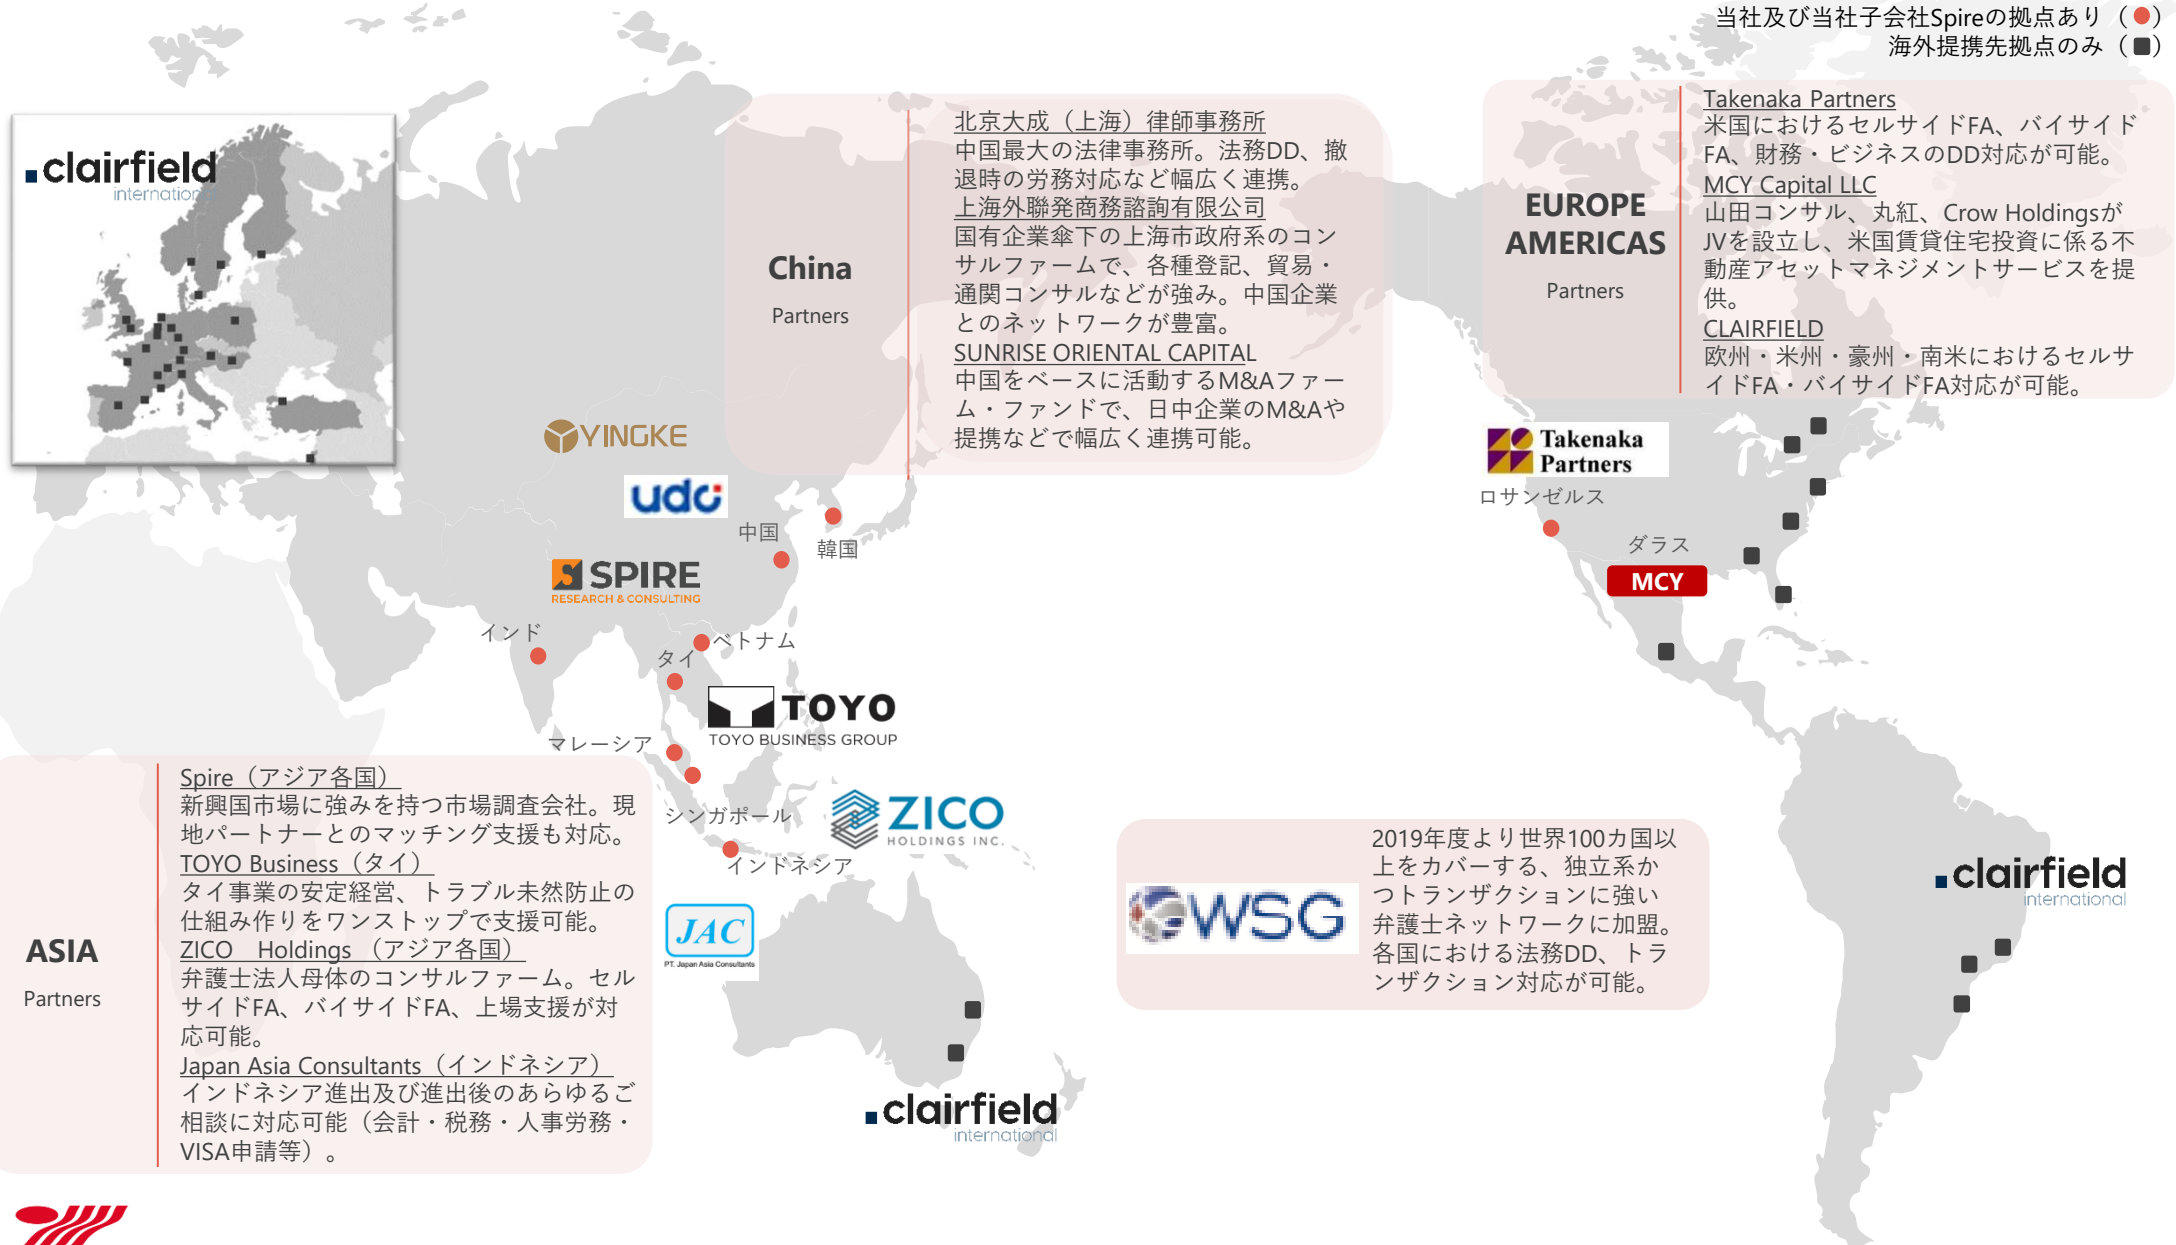 当社及び当社子会社Spireの拠点あり（●）
海外提携先拠点のみ（■）
.clairfield
international
China
Partners
北京大成（上海）律師事務所
中国最大の法律事務所。法務DD、撤
退時の労務対応など幅広く連携。
上海外聯発商務諮詢有限公司
国有企業傘下の上海市政府系のコン
サルファームで、各種登記、貿易・
通関コンサルなどが強み。中国企業
とのネットワークが豊富。
SUNRISE ORIENTAL CAPITAL
中国をベースに活動するM&Aファー
ム・ファンドで、日中企業のM&Aや
提携などで幅広く連携可能。
EUROPE
AMERICAS
Partners
Takenaka Partners
米国におけるセルサイドFA、バイサイド
FA、財務・ビジネスのDD対応が可能。
MCY Capital LLC
山田コンサル、丸紅、Crow Holdingsが
JVを設立し、米国賃貸住宅投資に係る不
動産アセットマネジメントサービスを提
供。
CLAIRFIELD
欧州・米州・豪州・南米におけるセルサ
イドFA・バイサイドFA対応が可能。
YINGKE
udc
中国
韓国
SPIRE
RESEARCH & CONSULTING
インド
ベトナム
タイ
TOYO
TOYO BUSINESS GROUP
マレーシア
シンガポール
ZICO
HOLDINGS INC.
インドネシア
JAC
PT. Japan Asia Consultants
Takenaka
Partners
ロサンゼルス
ダラス
MCY
ASIA
Partners
Spire（アジア各国）
新興国市場に強みを持つ市場調査会社。現
地パートナーとのマッチング支援も対応。
TOYO Business（タイ）
タイ事業の安定経営、トラブル未然防止の
仕組み作りをワンストップで支援可能。
ZICO　Holdings （アジア各国）
弁護士法人母体のコンサルファーム。セル
サイドFA、バイサイドFA、上場支援が対
応可能。
Japan Asia Consultants（インドネシア）
インドネシア進出及び進出後のあらゆるご
相談に対応可能（会計・税務・人事労務・
VISA申請等）。
WSG
2019年度より世界100カ国以
上をカバーする、独立系か
つトランザクションに強い
弁護士ネットワークに加盟。
各国における法務DD、トラ
ンザクション対応が可能。
.clairfield
international
.clairfield
international